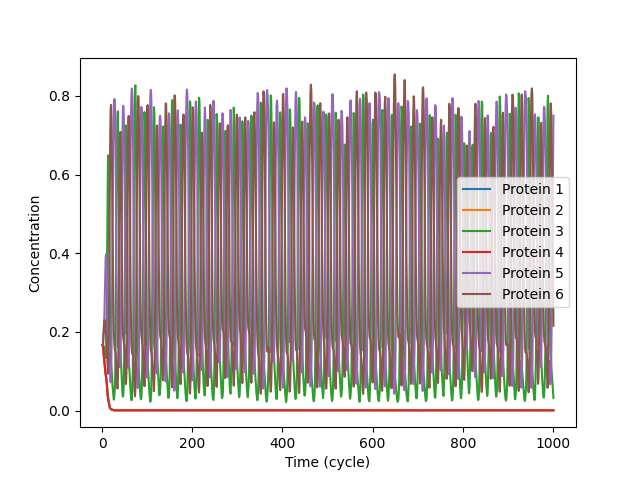 0.8
0.6
0.4
0.2
0.0
Concentration
0 200 400 600 800 1000
Time (cycle)
Protein 1
Protein 2
Protein 3
Protein 4
Protein 5
Protein 6